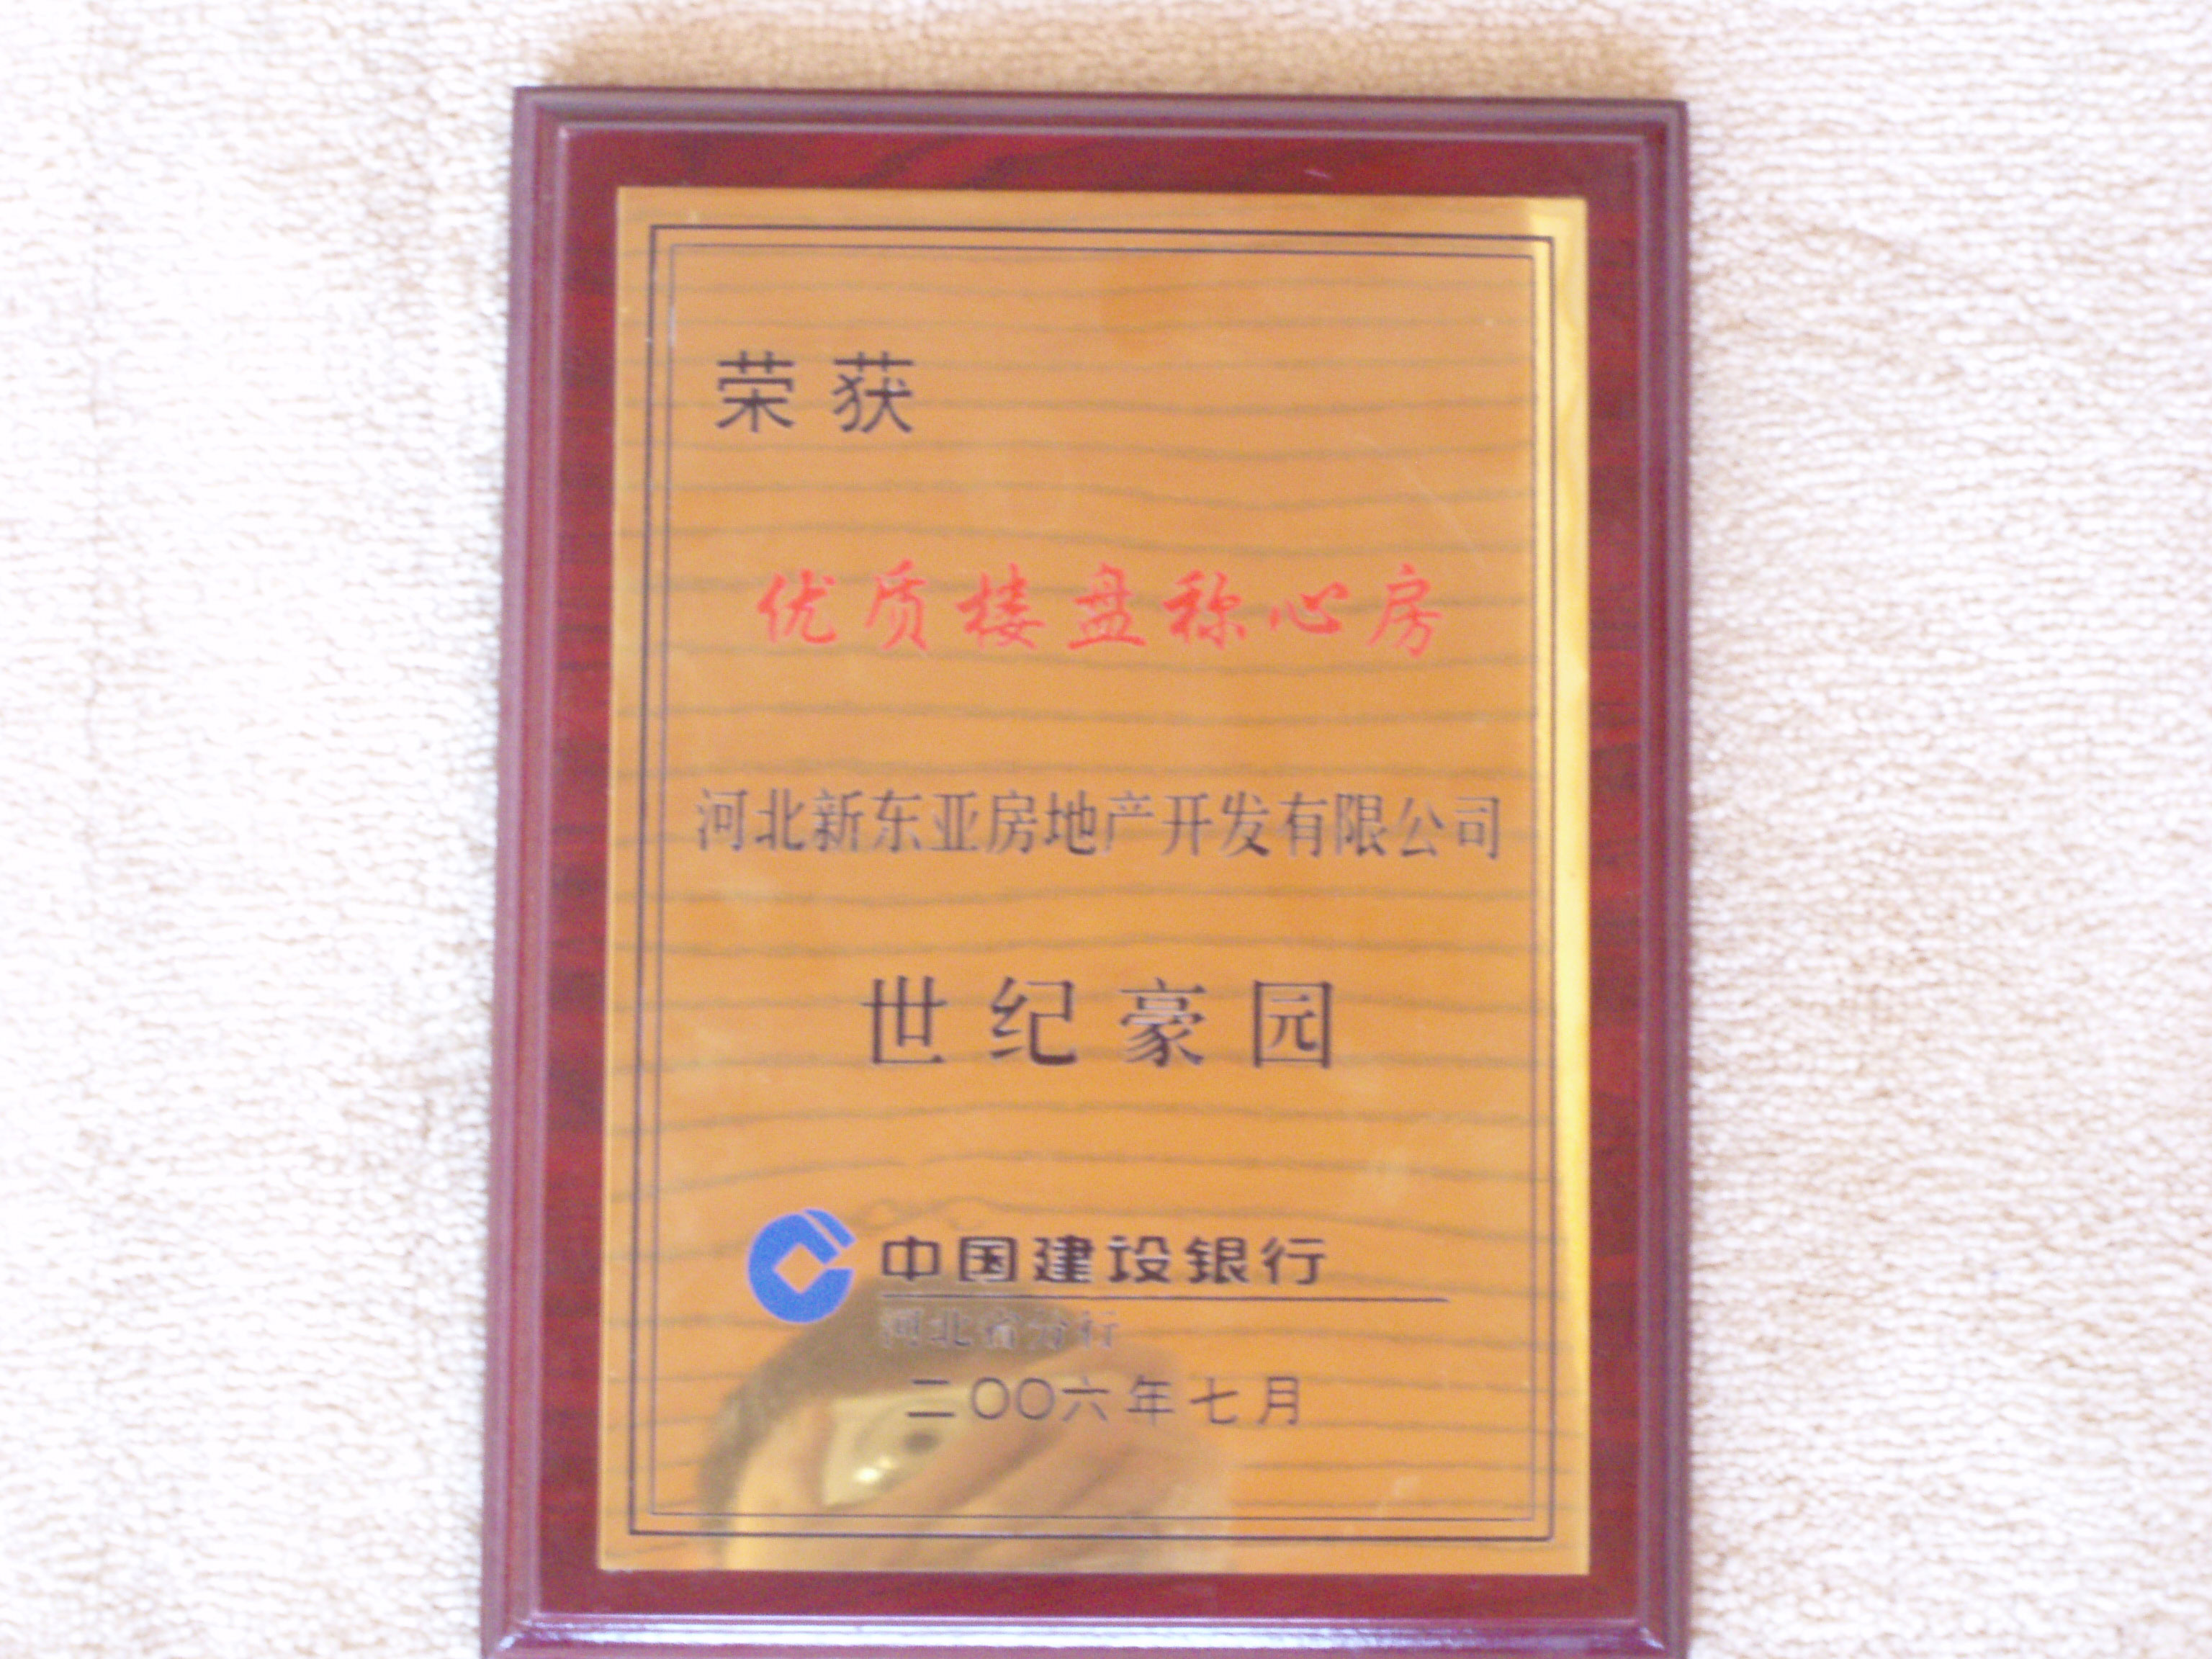 荣获
优质楼盘称心房
河北新东亚房地产开发有限公司
世纪豪园
中国建设银行
河北省分行
二〇〇六年七月